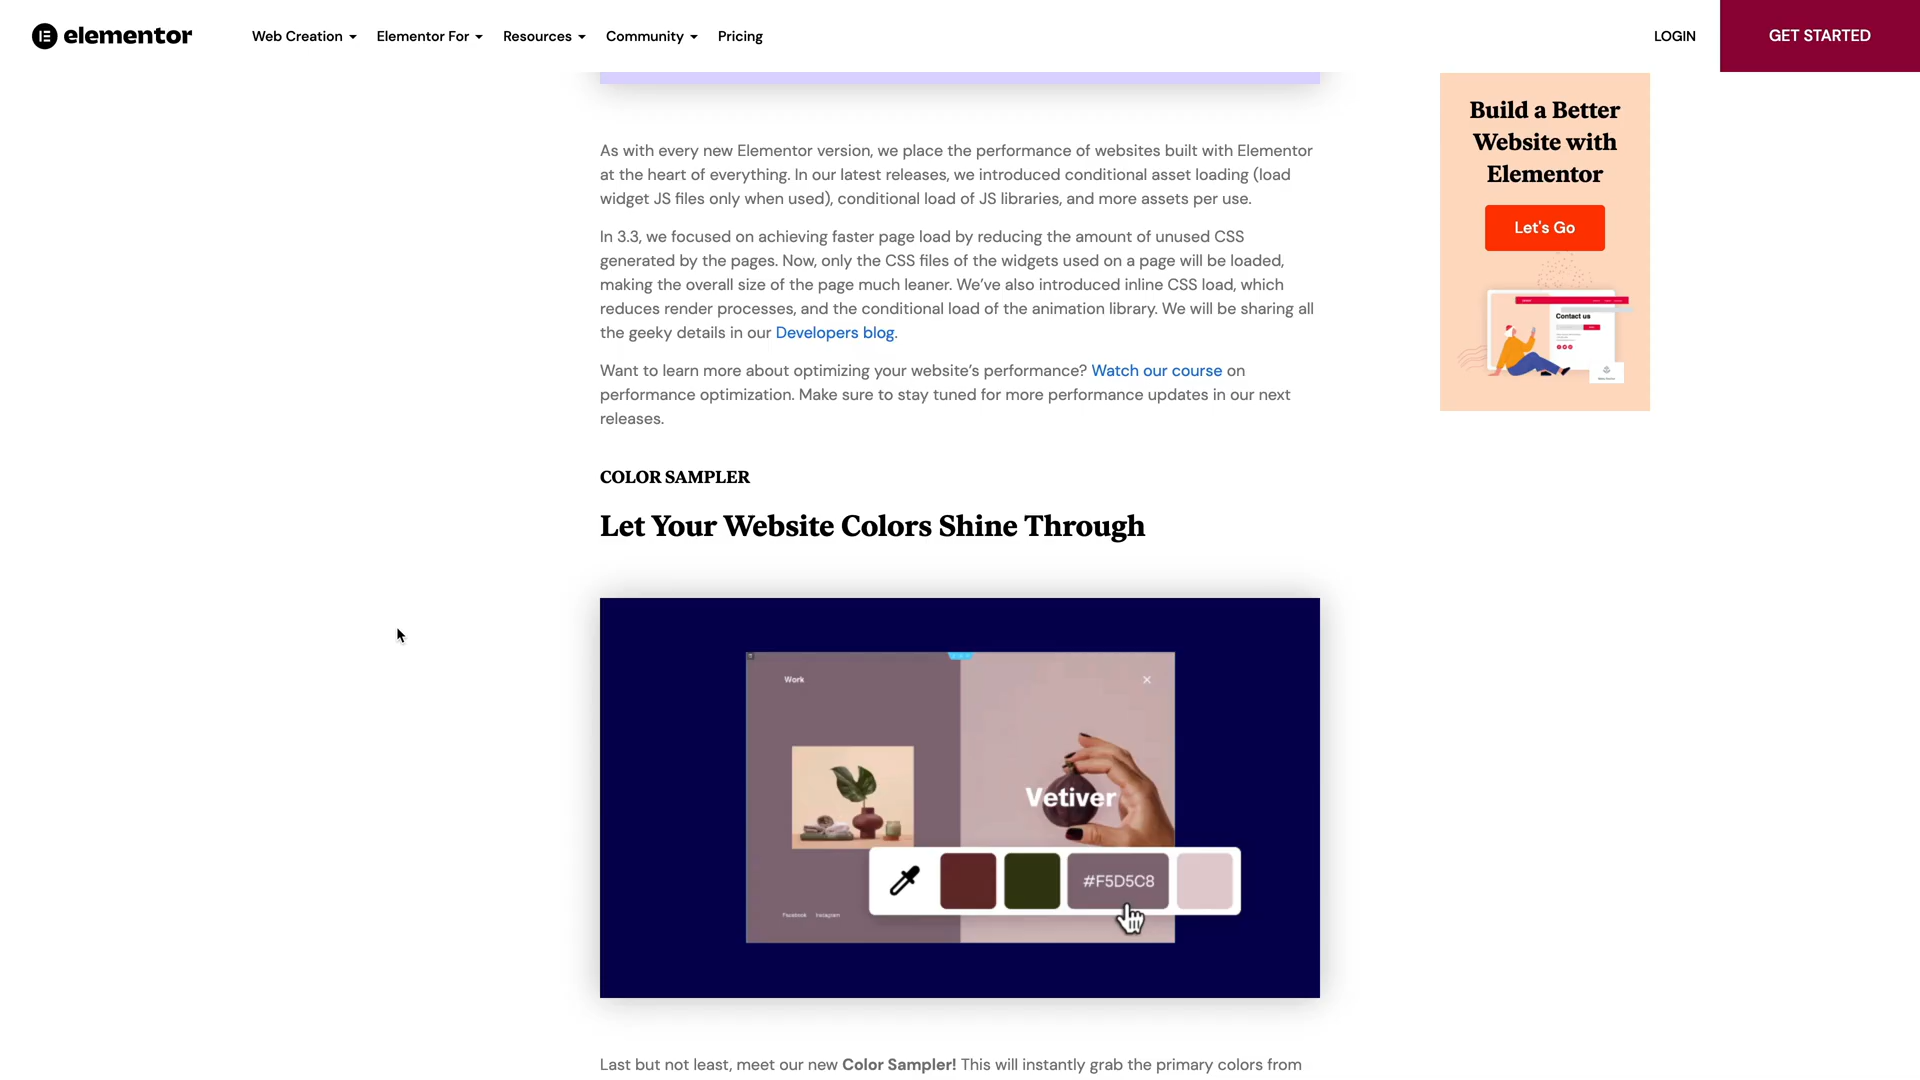 elementor
Web Creation
Elementor For
Resources
Community
Pricing
LOGIN
GET STARTED
Build a Better
Website with
Elementor
Let's Go
Contact us
As with every new Elementor version, we place the performance of websites built with Elementor
at the heart of everything. In our latest releases, we introduced conditional asset loading (load
widget JS files only when used), conditional load of JS libraries, and more assets per use.
In 3.3, we focused on achieving faster page load by reducing the amount of unused CSS
generated by the pages. Now, only the CSS files of the widgets used on a page will be loaded,
making the overall size of the page much leaner. We’ve also introduced inline CSS load, which
reduces render processes, and the conditional load of the animation library. We will be sharing all
the geeky details in our Developers blog.
Want to learn more about optimizing your website’s performance? Watch our course on
performance optimization. Make sure to stay tuned for more performance updates in our next
releases.
COLOR SAMPLER
Let Your Website Colors Shine Through
Work
Vetiver
#F5D5C8
Facebook Instagram
Last but not least, meet our new Color Sampler! This will instantly grab the primary colors from